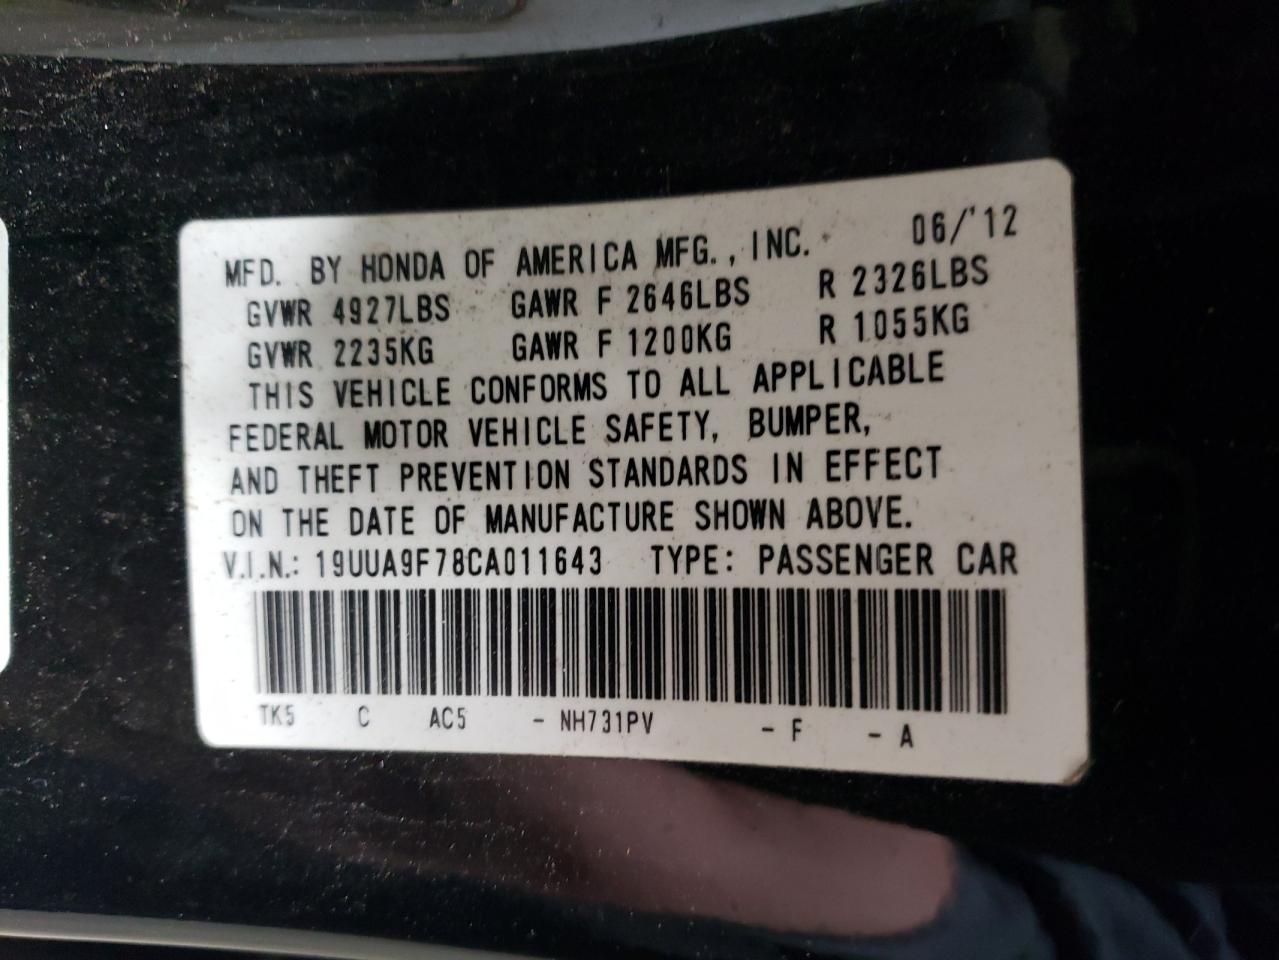 MFD. BY HONDA OF AMERICA MFG., INC. 06/'12
GVWR 4927LBS GAWR F 2646LBS R 2326LBS
GVWR 2235KG GAWR F 1200KG R 1055KG
THIS VEHICLE CONFORMS TO ALL APPLICABLE
FEDERAL MOTOR VEHICLE SAFETY, BUMPER,
AND THEFT PREVENTION STANDARDS IN EFFECT
ON THE DATE OF MANUFACTURE SHOWN ABOVE.
V.I.N.: 19UUA9F78CA011643 TYPE: PASSENGER CAR
TK5 C AC5 - NH731PV - F - A